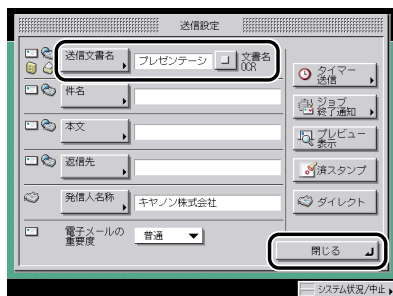 送信設定
送信文書名
プレゼンテーシ
文書名
OCR
件名
本文
返信先
発信人名称
キヤノン株式会社
電子メールの
重要度
普通
タイマー
送信
ジョブ
終了通知
プレビュー
表示
済スタンプ
ダイレクト
閉じる
システム状況/中止